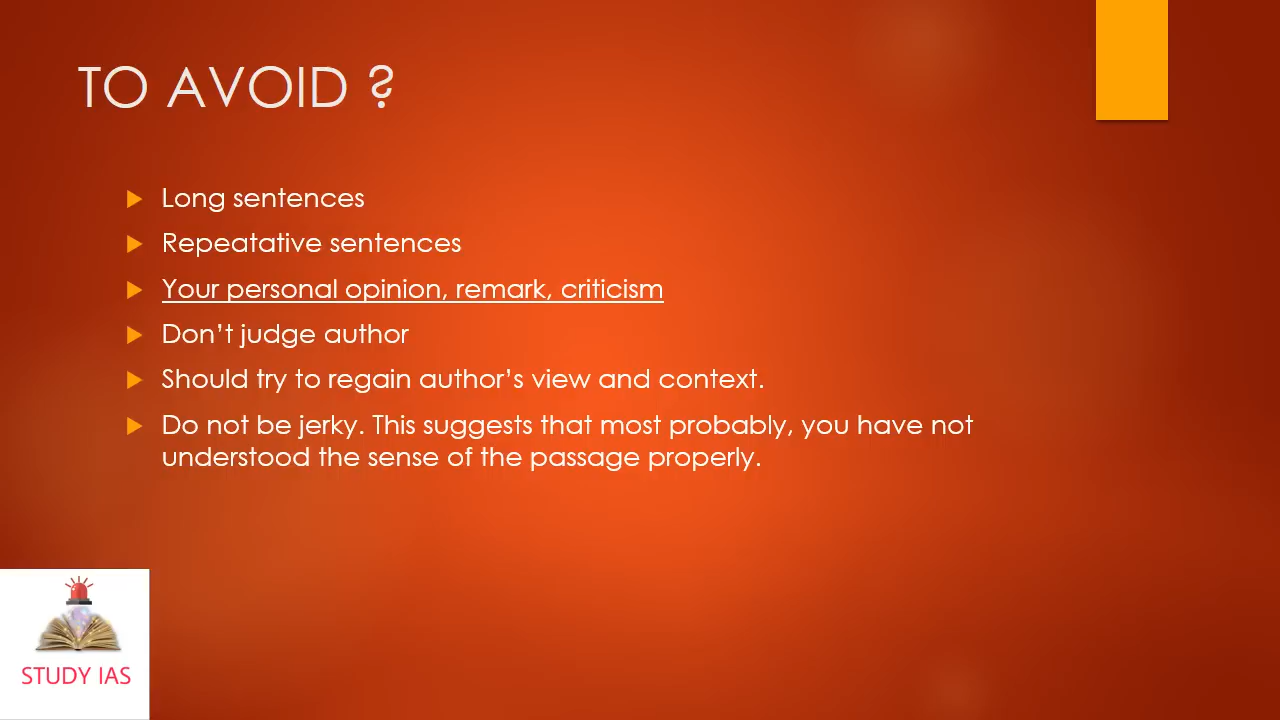 TO AVOID ?
Long sentences
Repeatative sentences
Your personal opinion, remark, criticism
Don’t judge author
Should try to regain author’s view and context.
Do not be jerky. This suggests that most probably, you have not
understood the sense of the passage properly.
STUDY IAS